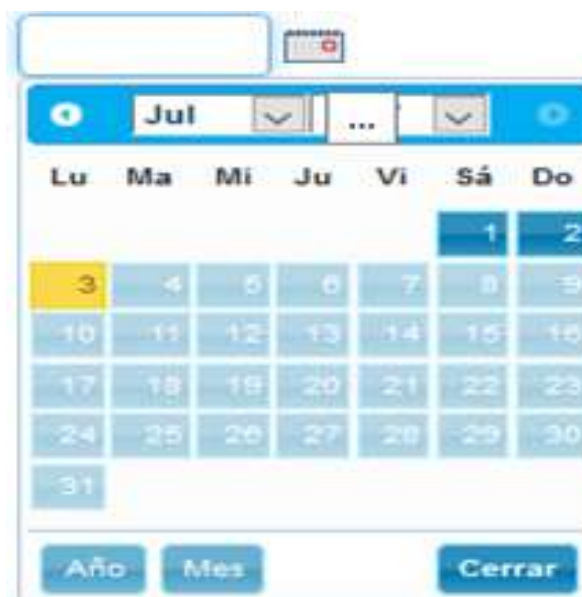 Jul ...
Lu Ma Mi Ju Vi Sá Do
1 2
3 4 5 6 7 8 9
10 11 12 13 14 15 16
17 18 19 20 21 22 23
24 25 26 27 28 29 30
31
Año Mes Cerrar